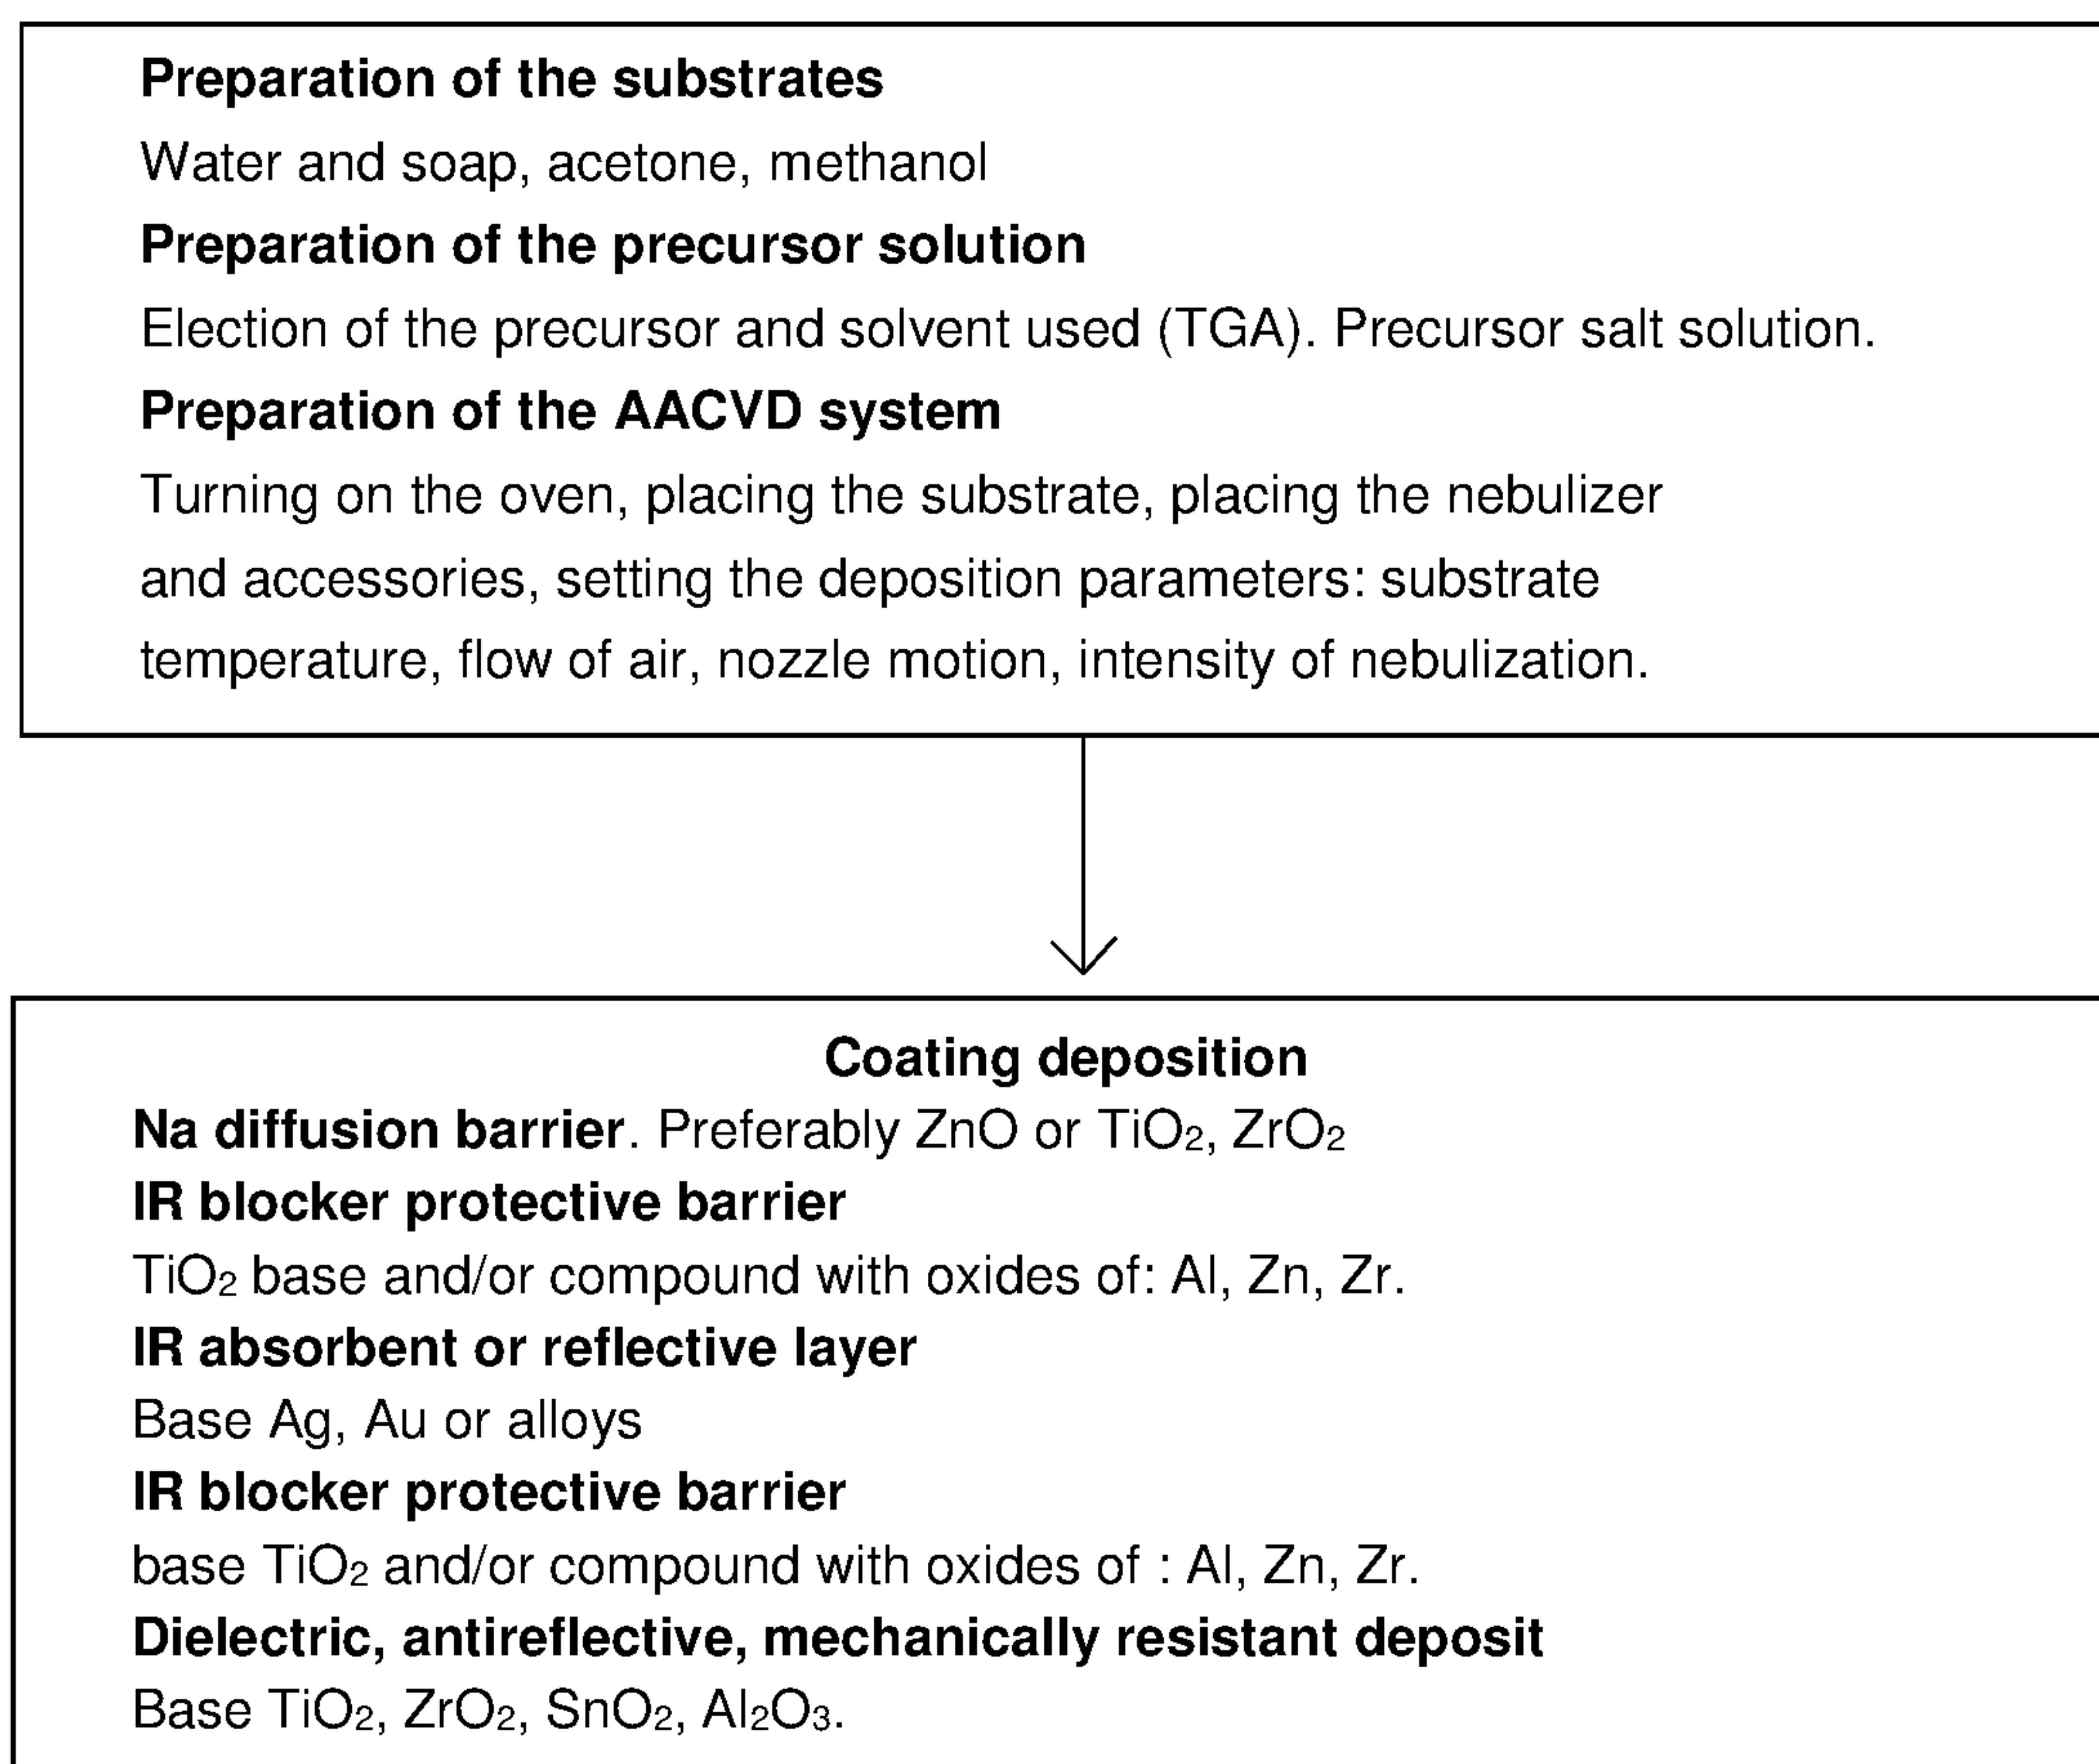 Preparation of the substrates
Water and soap, acetone, methanol
Preparation of the precursor solution
Election of the precursor and solvent used (TGA). Precursor salt solution.
Preparation of the AACVD system
Turning on the oven, placing the substrate, placing the nebulizer
and accessories, setting the deposition parameters: substrate
temperature, flow of air, nozzle motion, intensity of nebulization.
Coating deposition
Na diffusion barrier. Preferably ZnO or TiO₂, ZrO₂
IR blocker protective barrier
TiO₂ base and/or compound with oxides of: Al, Zn, Zr.
IR absorbent or reflective layer
Base Ag, Au or alloys
IR blocker protective barrier
base TiO₂ and/or compound with oxides of : Al, Zn, Zr.
Dielectric, antireflective, mechanically resistant deposit
Base TiO₂, ZrO₂, SnO₂, Al₂O₃.